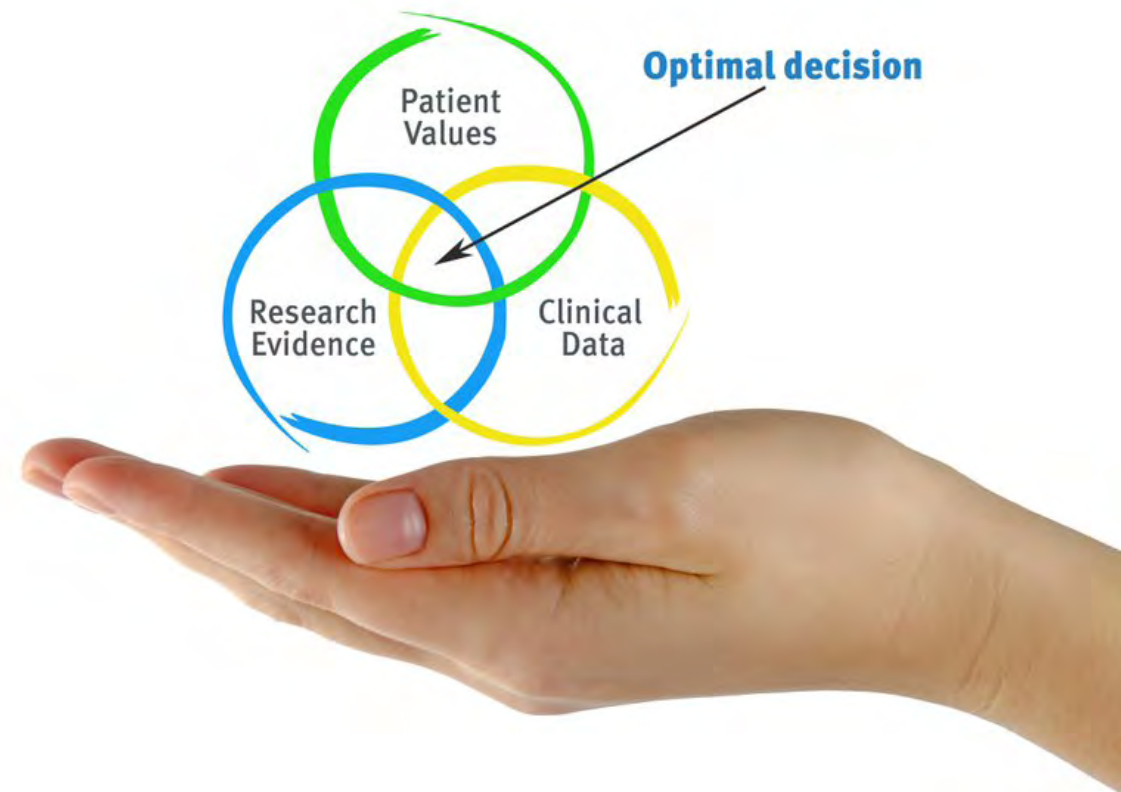 Optimal decision
Patient
Values
Research
Evidence
Clinical
Data